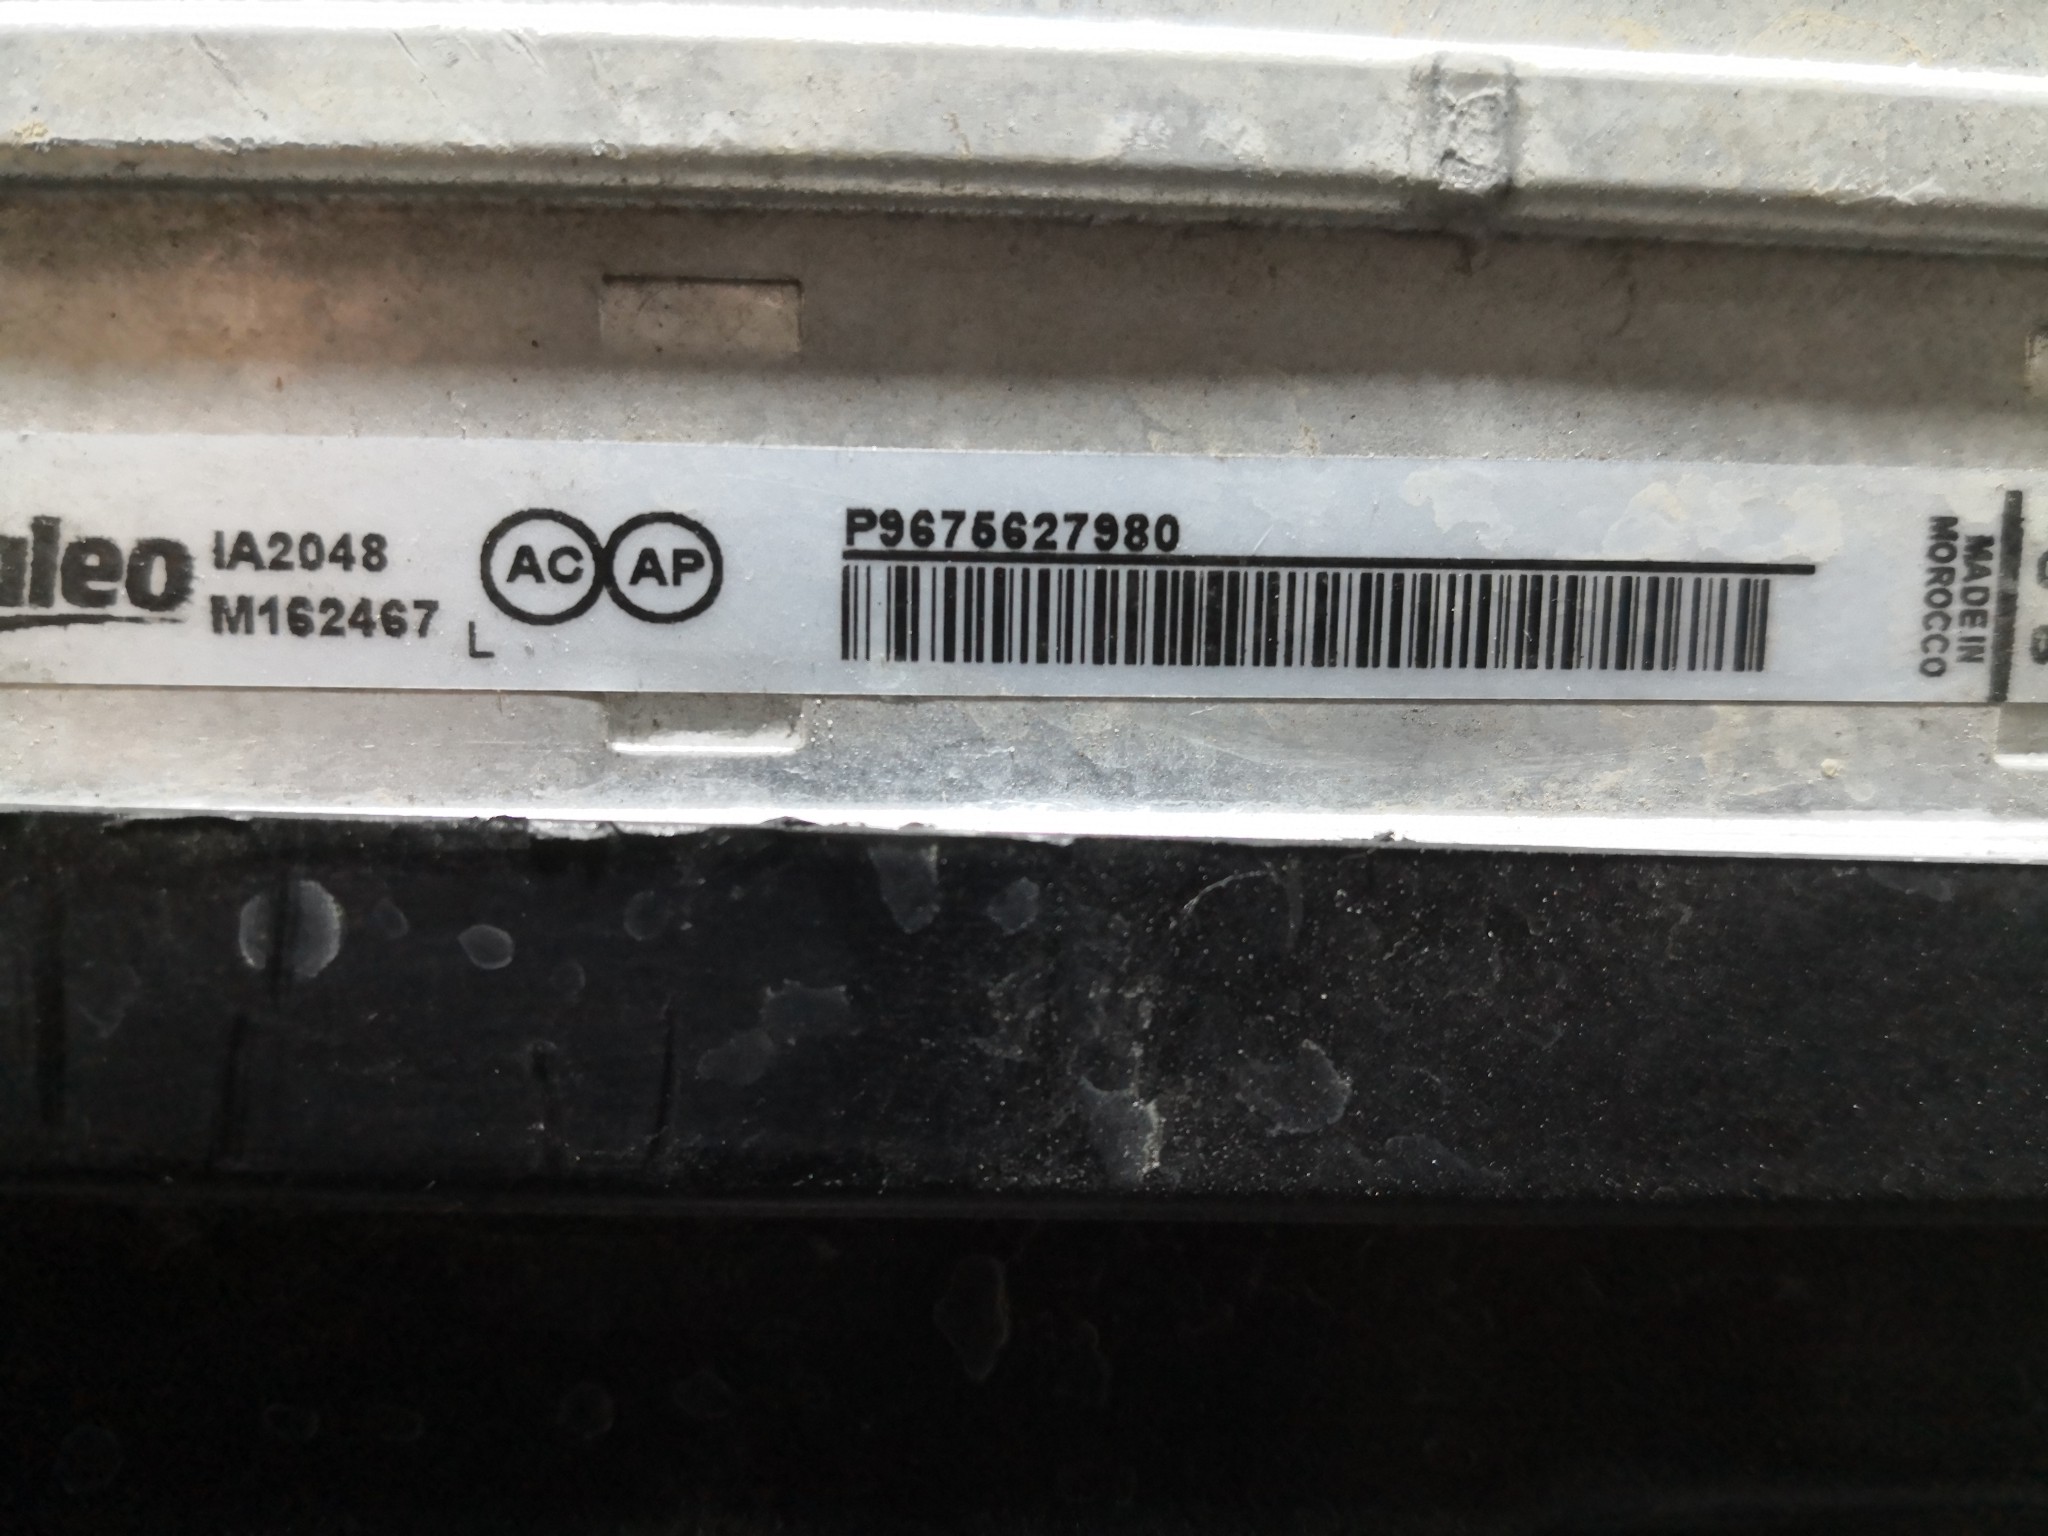 aleo
IA2048
M162467
L
AC AP
P9675627980
MADE IN
MOROCCO